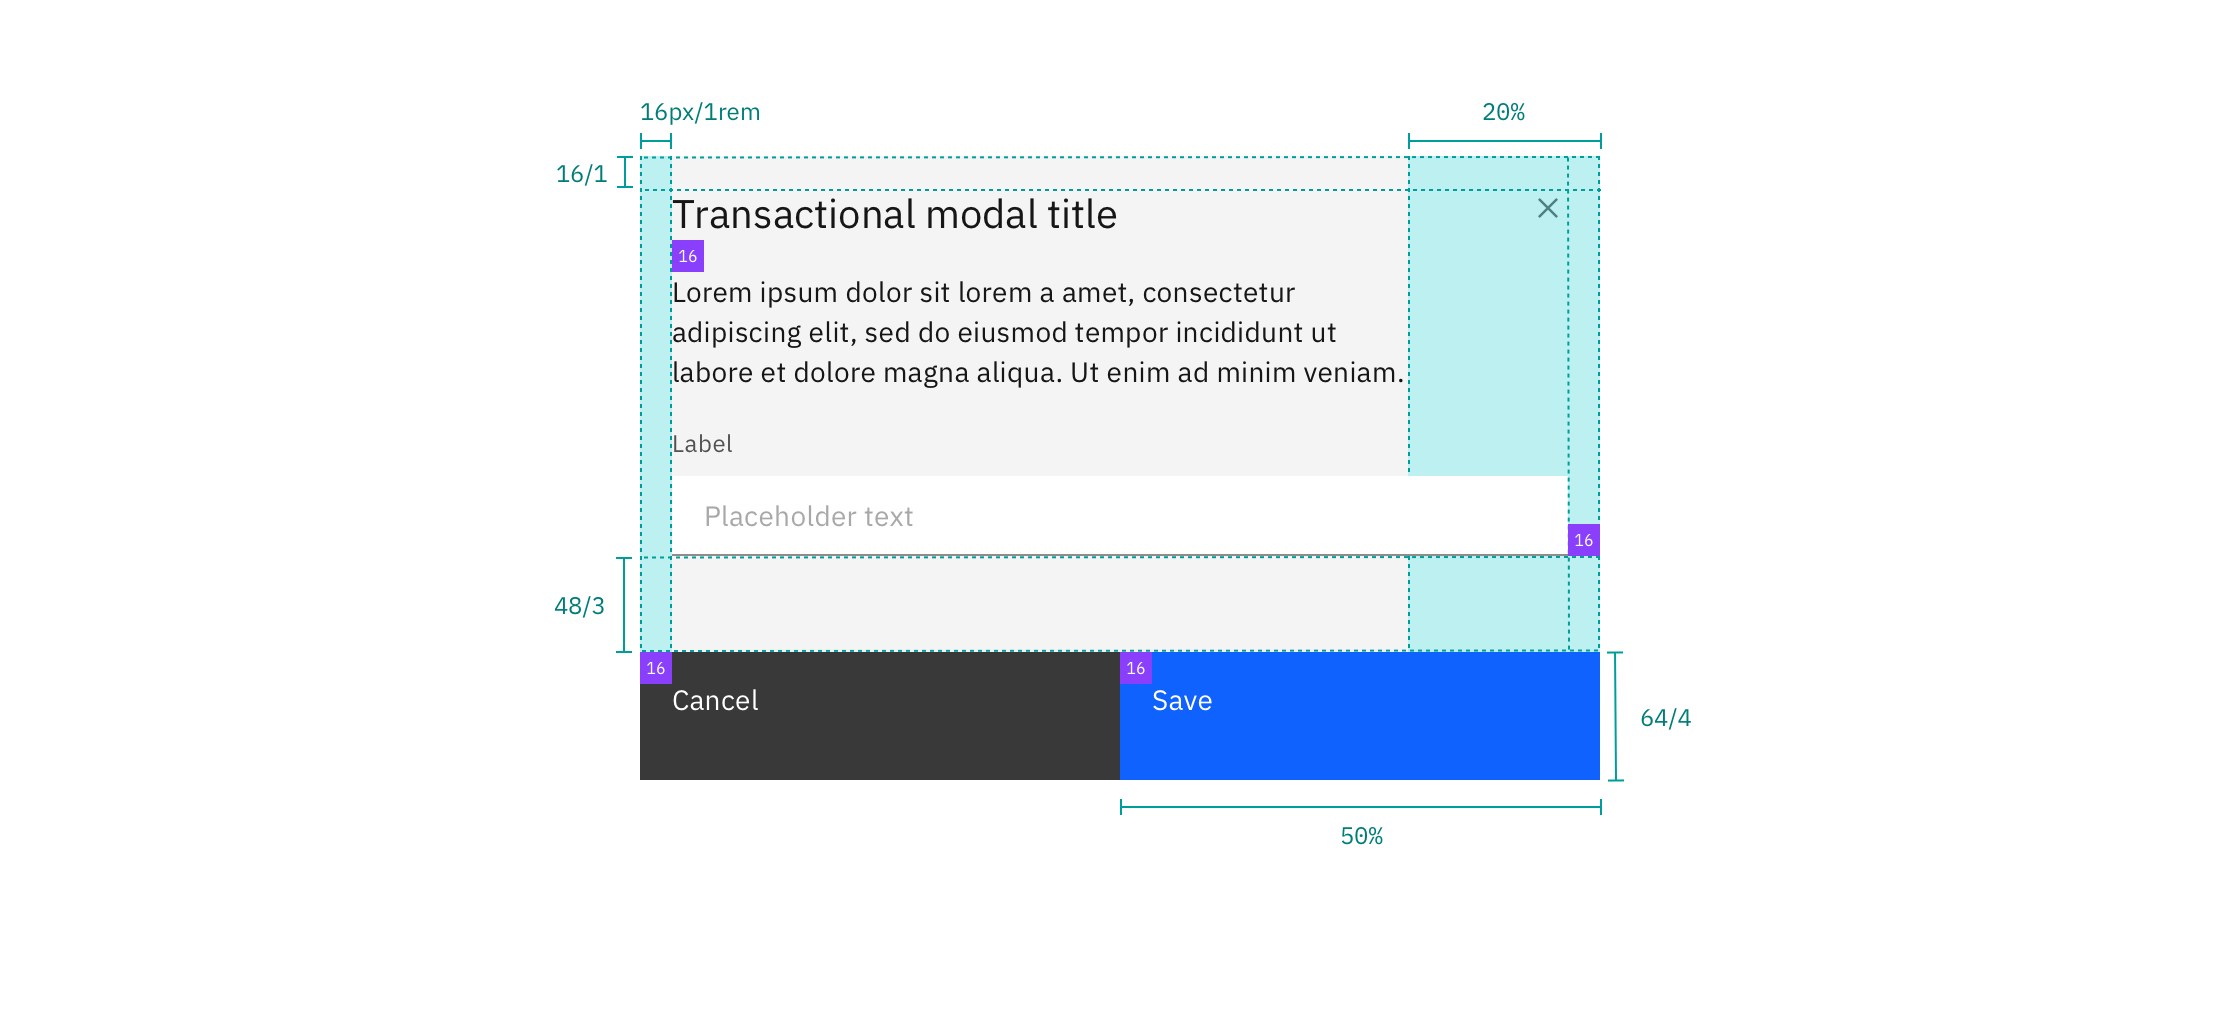 16px/1rem
20%
16/1
Transactional modal title
16
Lorem ipsum dolor sit lorem a amet, consectetur
adipiscing elit, sed do eiusmod tempor incididunt ut
labore et dolore magna aliqua. Ut enim ad minim veniam.
Label
Placeholder text
16
48/3
16
16
Cancel
Save
64/4
50%